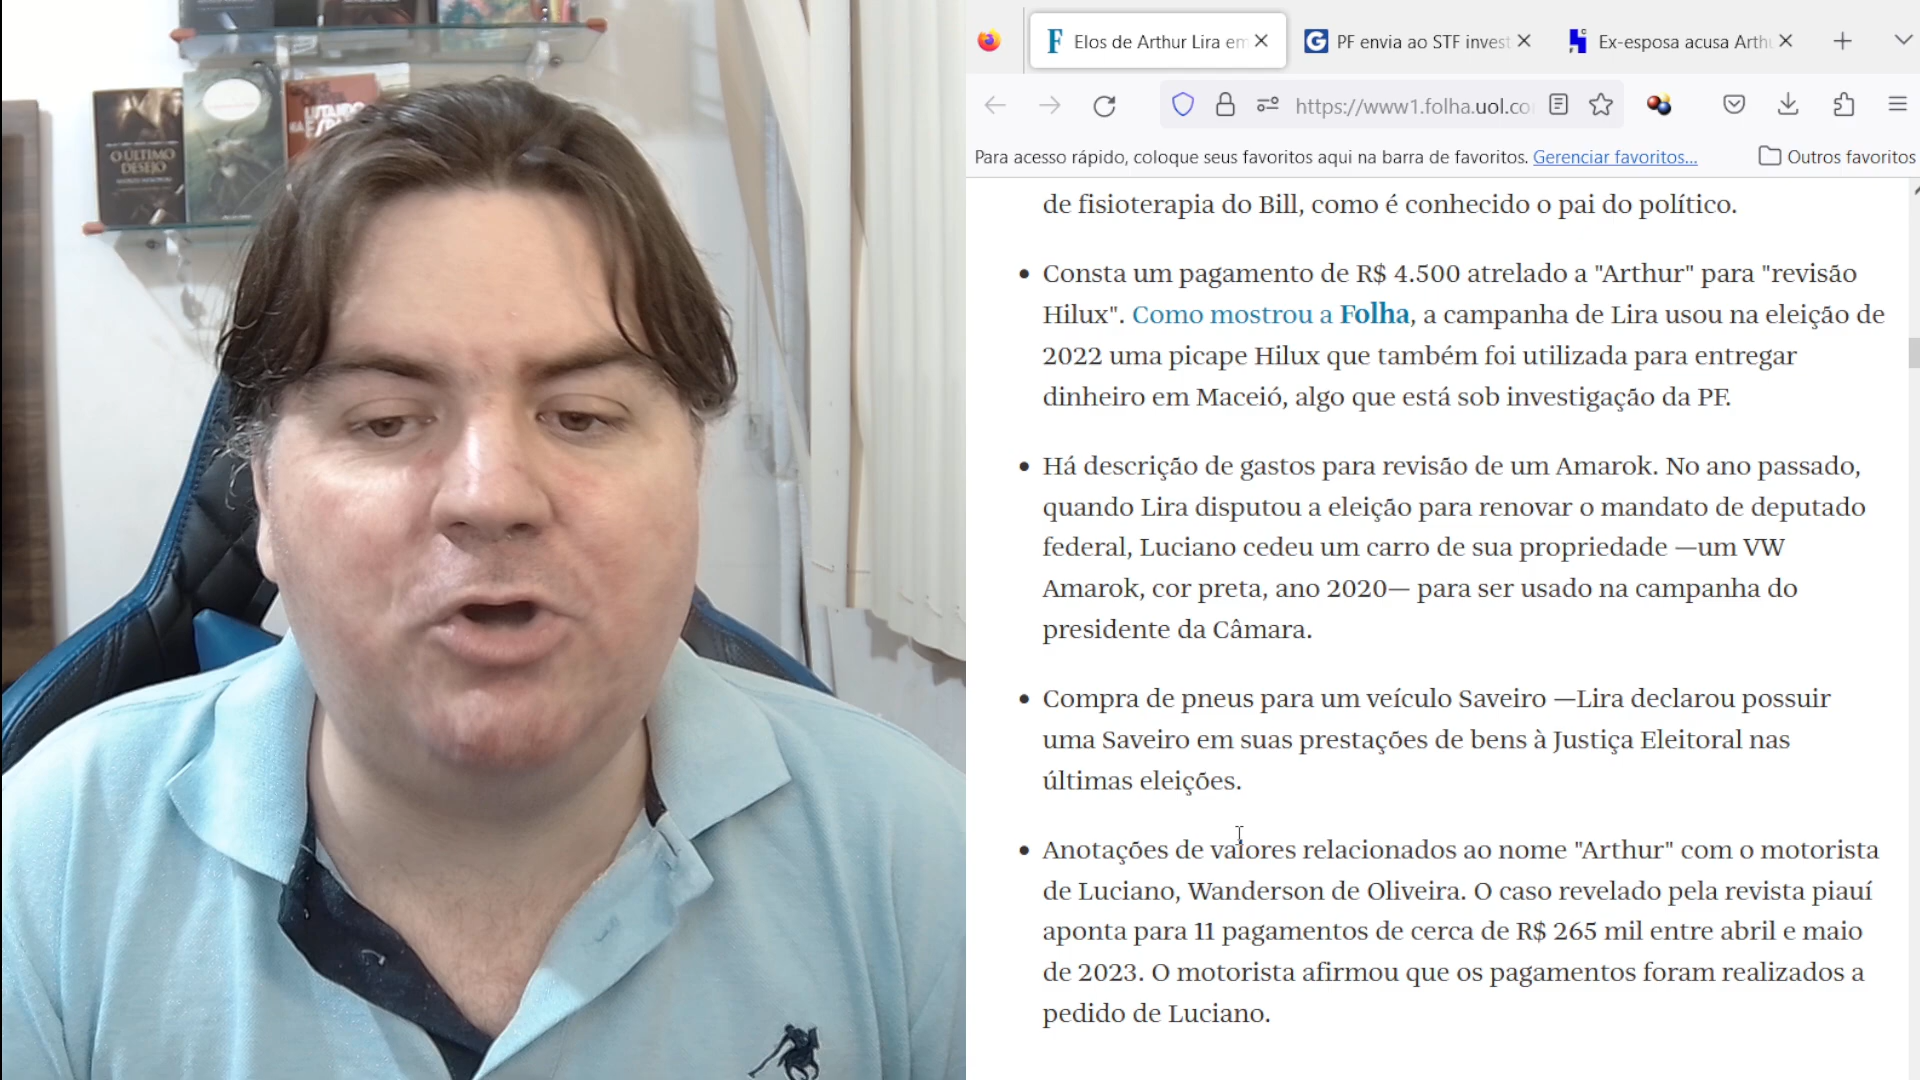 O ÚLTIMO
DESEJO
LUTANDO
Elos de Arthur Lira em
PF envia ao STF invest
Ex-esposa acusa Arthu
https://www1.folha.uol.co
Para acesso rápido, coloque seus favoritos aqui na barra de favoritos. Gerenciar favoritos...
Outros favoritos
de fisioterapia do Bill, como é conhecido o pai do político.
Consta um pagamento de R$ 4.500 atrelado a "Arthur" para "revisão
Hilux". Como mostrou a Folha, a campanha de Lira usou na eleição de
2022 uma picape Hilux que também foi utilizada para entregar
dinheiro em Maceió, algo que está sob investigação da PF.
Há descrição de gastos para revisão de um Amarok. No ano passado,
quando Lira disputou a eleição para renovar o mandato de deputado
federal, Luciano cedeu um carro de sua propriedade —um VW
Amarok, cor preta, ano 2020— para ser usado na campanha do
presidente da Câmara.
Compra de pneus para um veículo Saveiro —Lira declarou possuir
uma Saveiro em suas prestações de bens à Justiça Eleitoral nas
últimas eleições.
Anotações de valores relacionados ao nome "Arthur" com o motorista
de Luciano, Wanderson de Oliveira. O caso revelado pela revista piauí
aponta para 11 pagamentos de cerca de R$ 265 mil entre abril e maio
de 2023. O motorista afirmou que os pagamentos foram realizados a
pedido de Luciano.